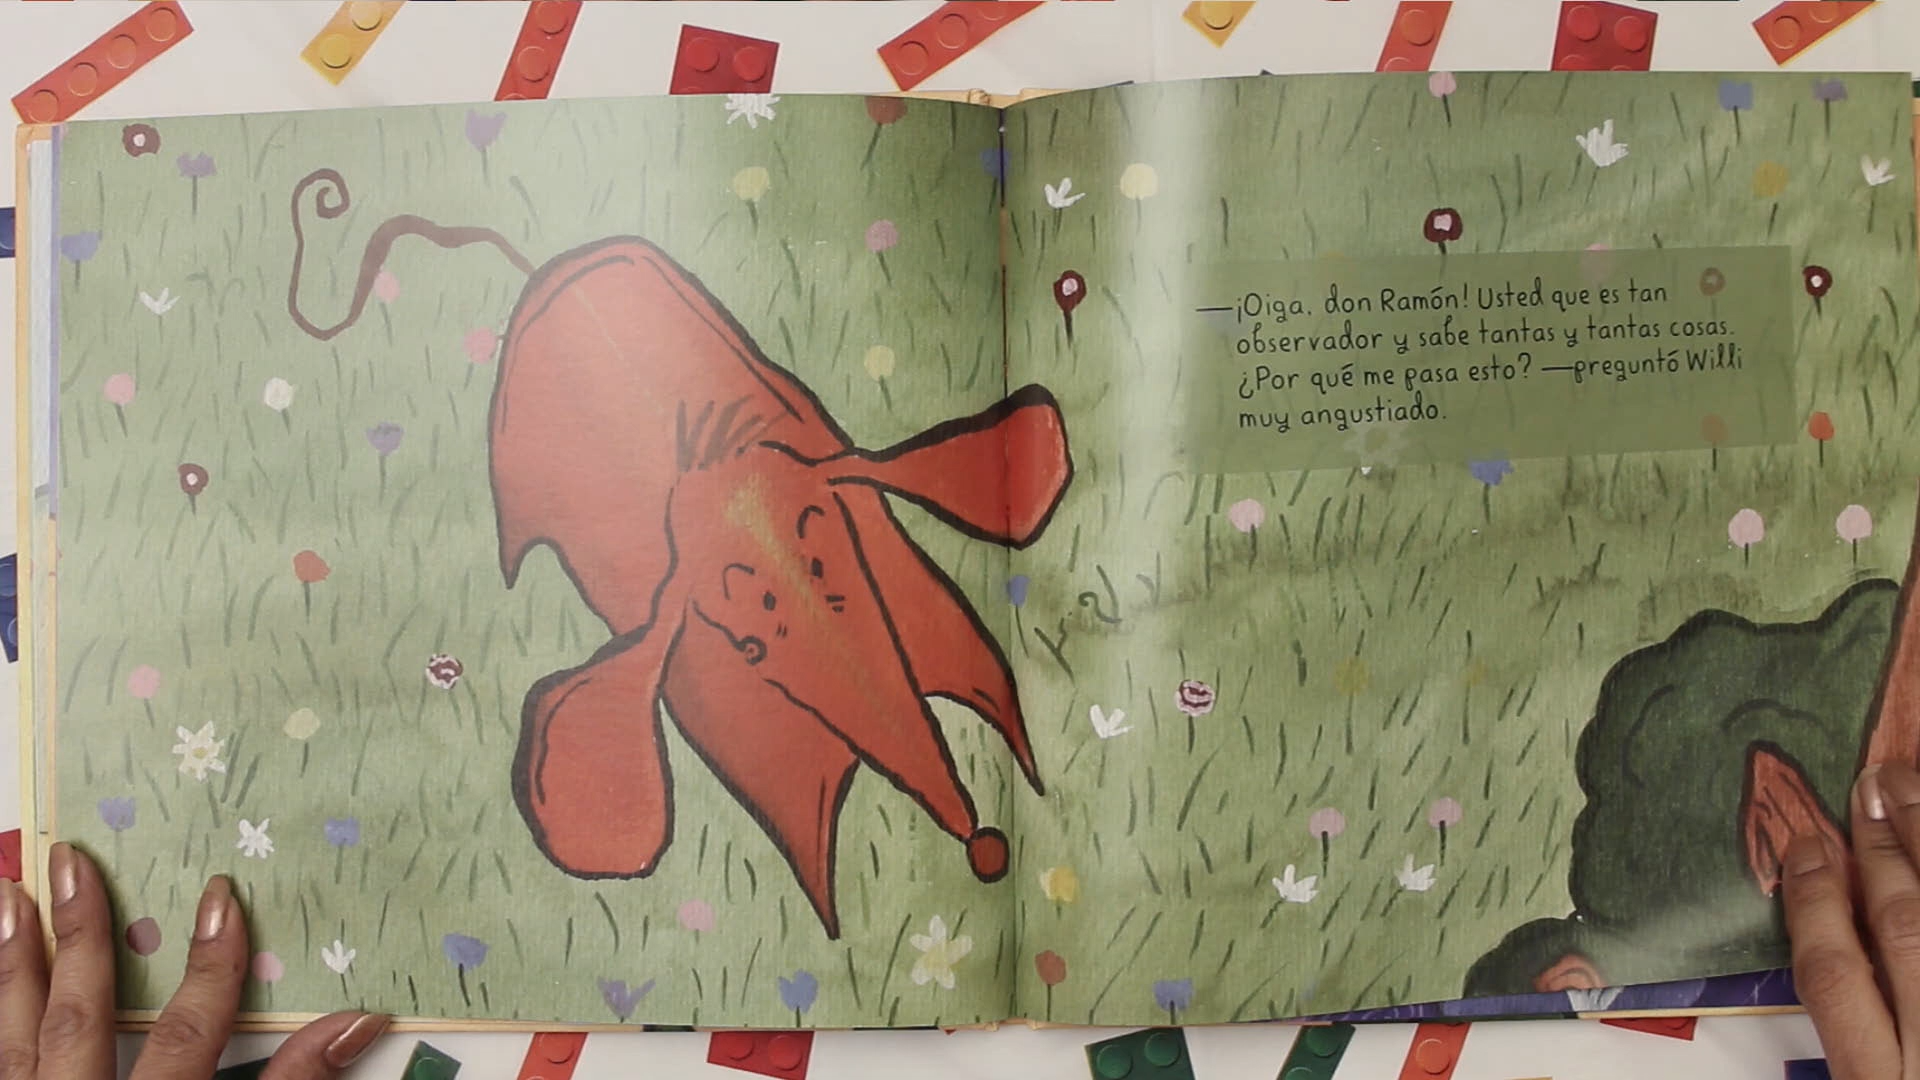 —¡Oiga, don Ramón! Usted que es tan
observador y sabe tantas y tantas cosas.
¿Por qué me pasa esto? —preguntó Willi
muy angustiado.